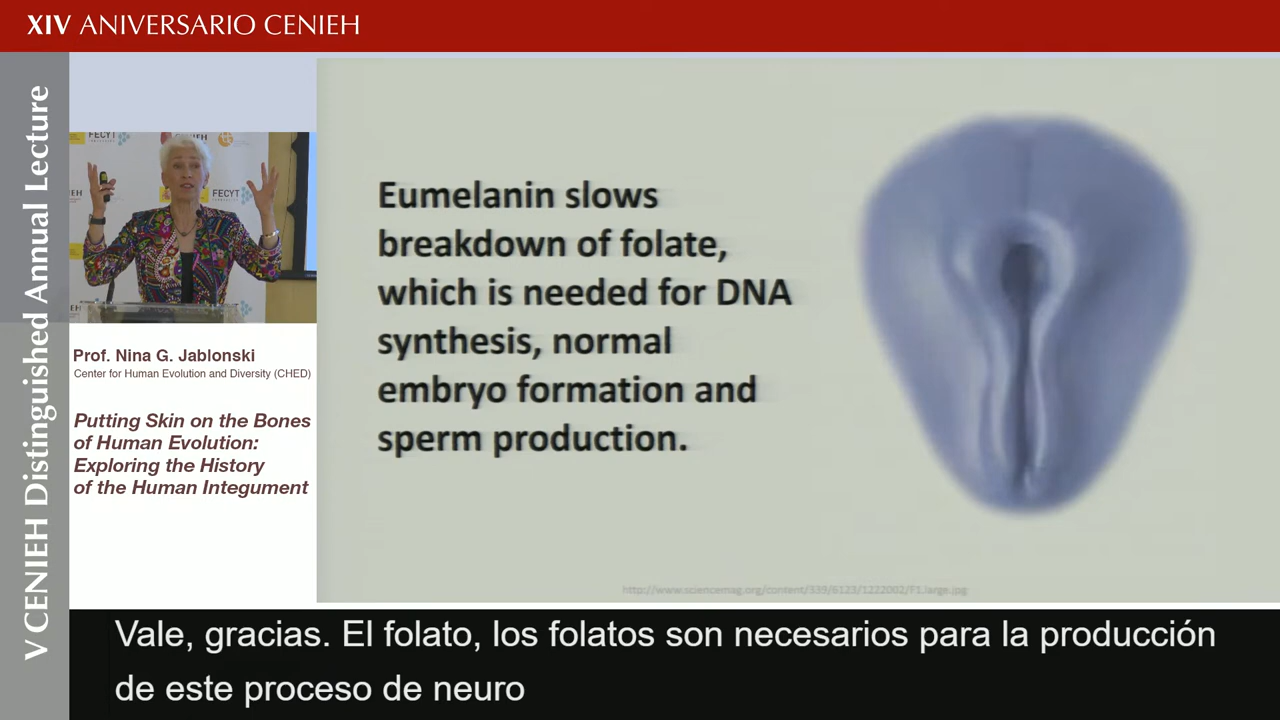 XIV ANIVERSARIO CENIEH
V CENIEH Distinguished Annual Lecture
FECYT
FECYT
Prof. Nina G. Jablonski
Center for Human Evolution and Diversity (CHED)
Putting Skin on the Bones
of Human Evolution:
Exploring the History
of the Human Integument
Eumelanin slows
breakdown of folate,
which is needed for DNA
synthesis, normal
embryo formation and
sperm production.
Vale, gracias. El folato, los folatos son necesarios para la producción
de este proceso de neuro